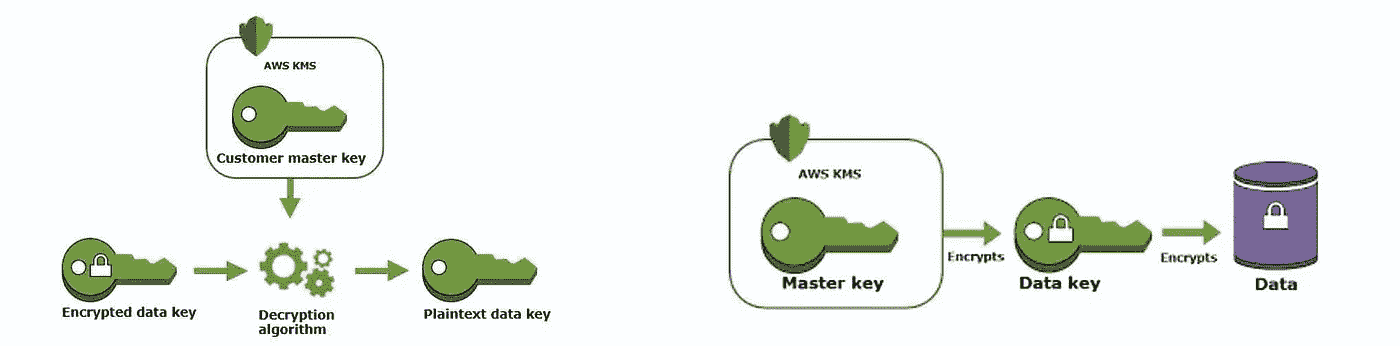 AWS KMS
Customer master key
Encrypted data key
Decryption
algorithm
Plaintext data key
AWS KMS
Master key
Encrypts
Data key
Encrypts
Data